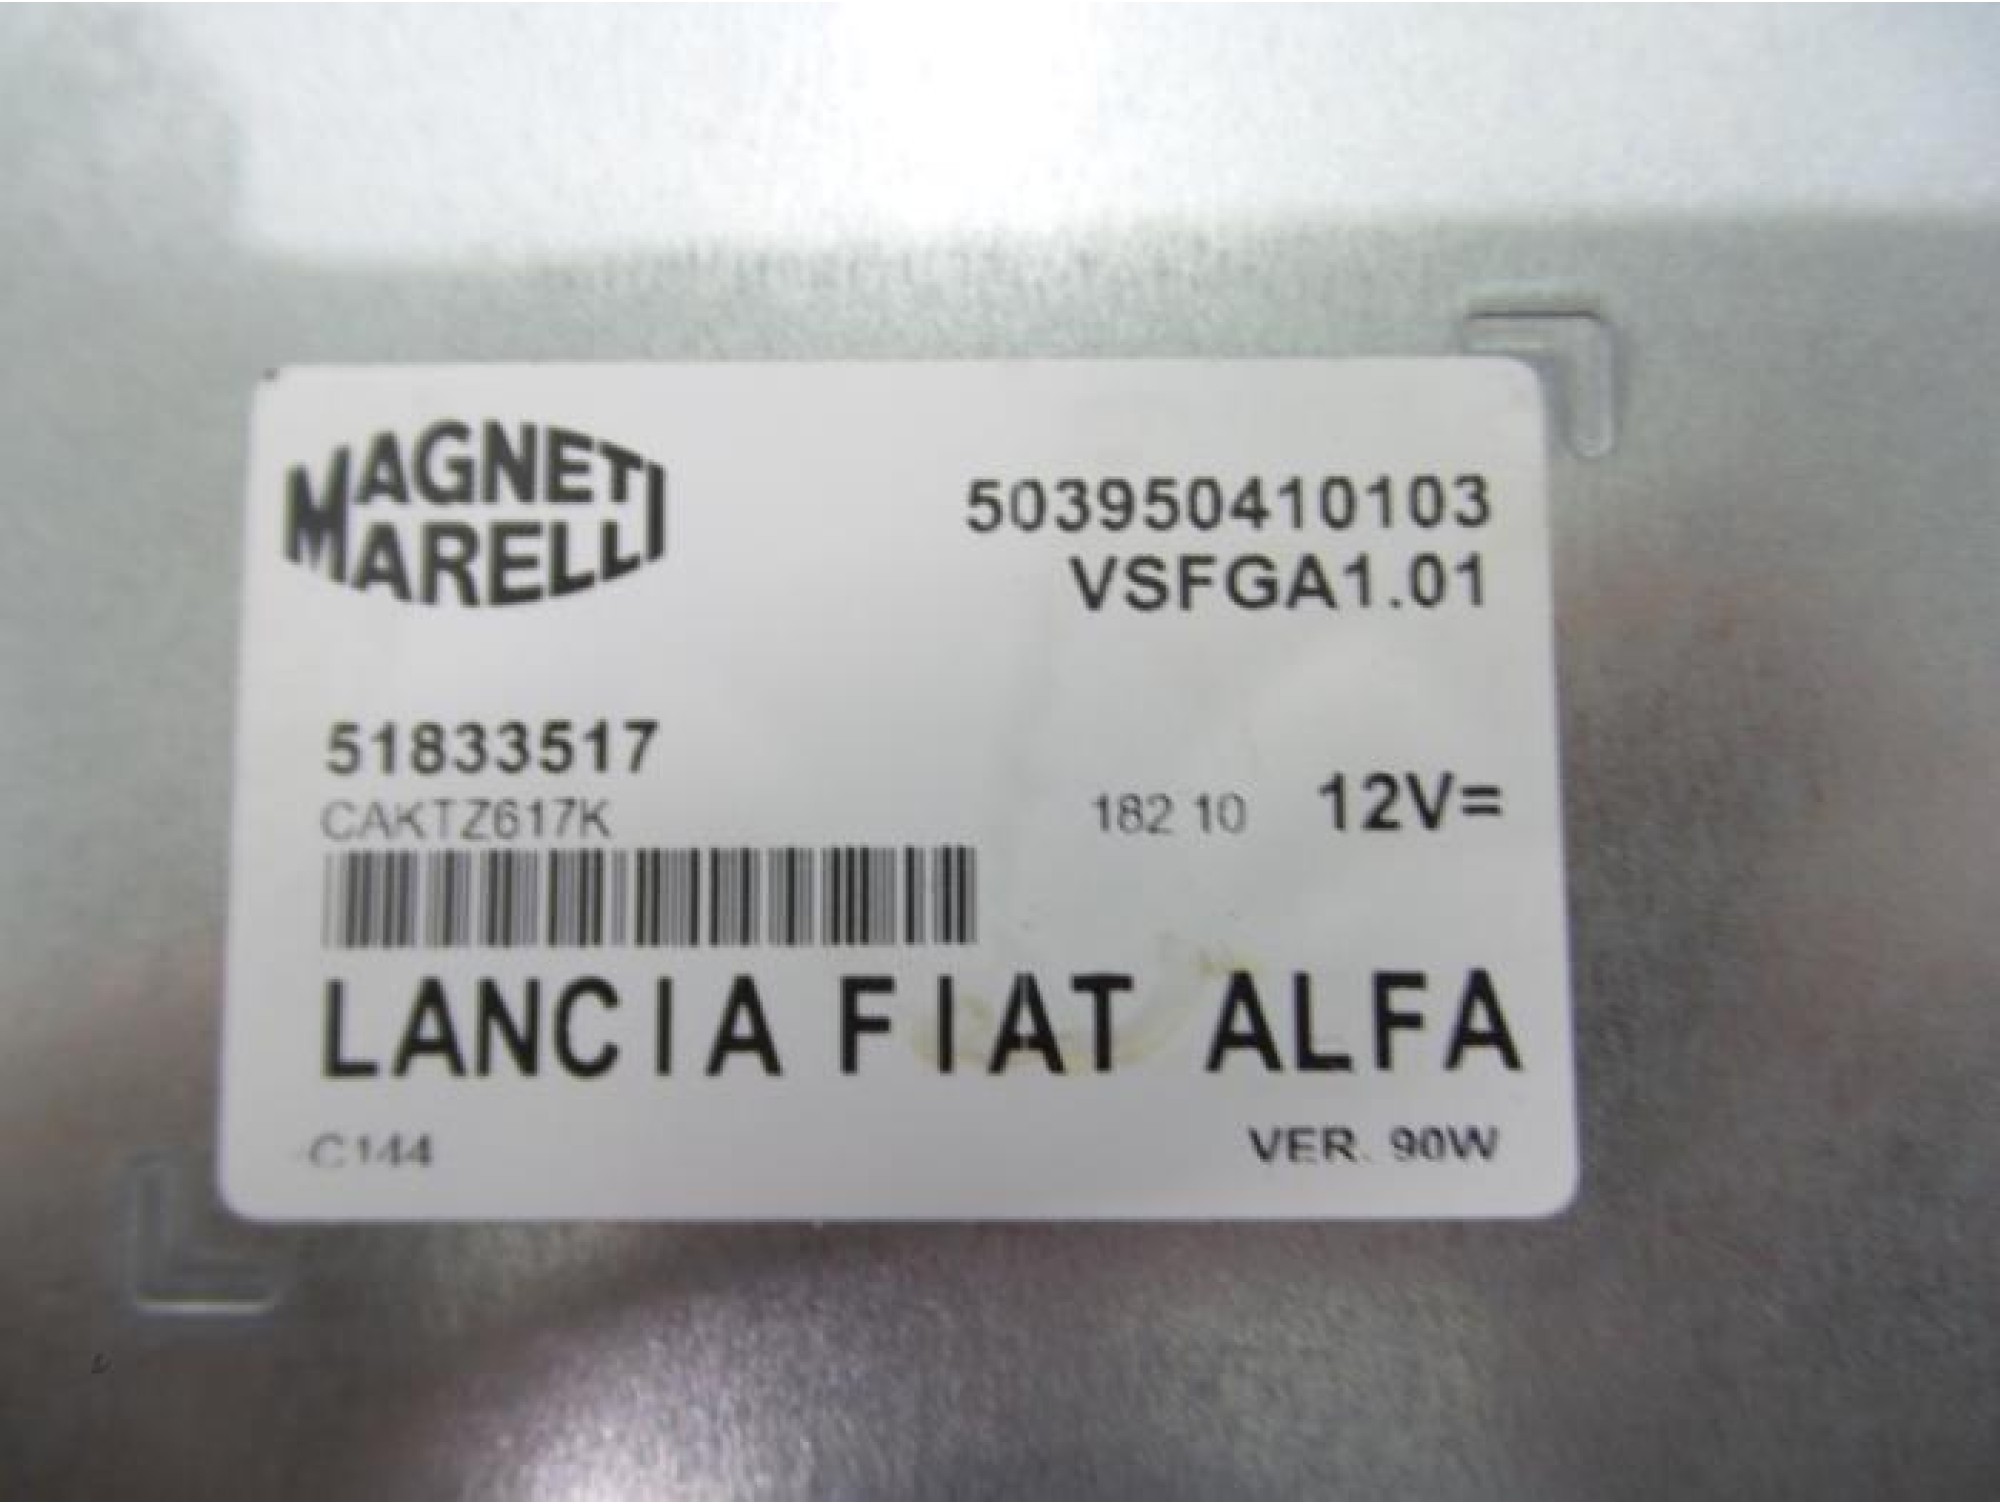 MAGNETI
MARELLI
503950410103
VSFGA1.01
51833517
CAKTZ617K
182 10 12V=
LANCIA FIAT ALFA
C144
VER. 90W